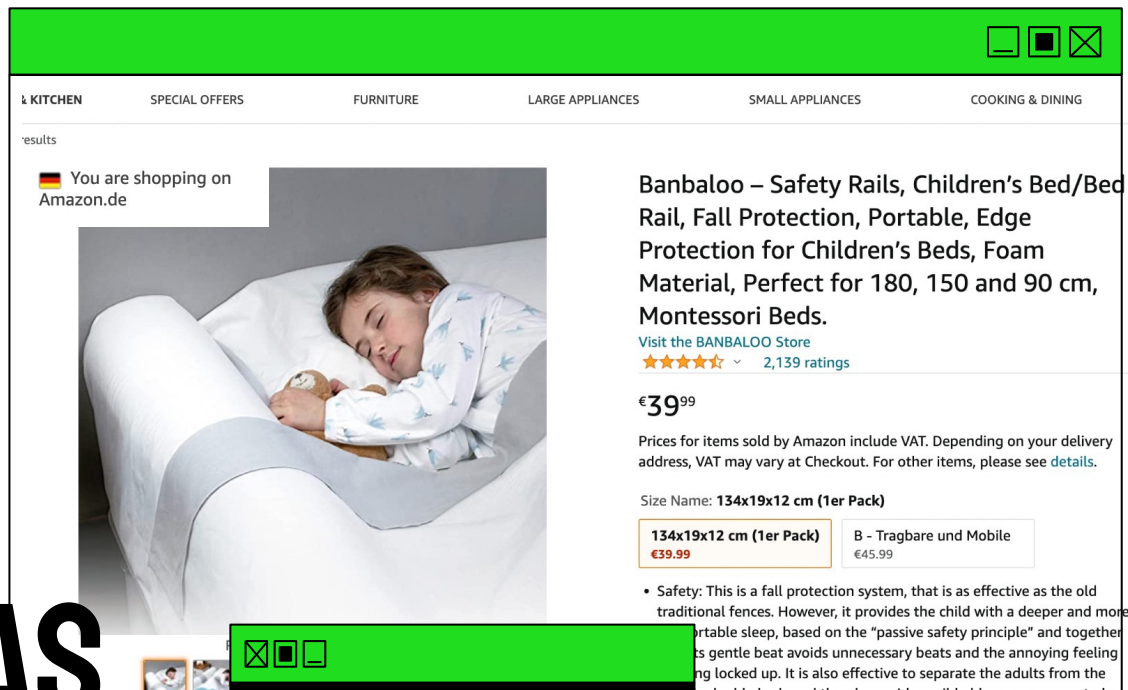 & KITCHEN SPECIAL OFFERS FURNITURE LARGE APPLIANCES SMALL APPLIANCES COOKING & DINING
results
You are shopping on
Amazon.de
Banbaloo – Safety Rails, Children's Bed/Bed
Rail, Fall Protection, Portable, Edge
Protection for Children's Beds, Foam
Material, Perfect for 180, 150 and 90 cm,
Montessori Beds.
Visit the BANBALOO Store
2,139 ratings
€3999
Prices for items sold by Amazon include VAT. Depending on your delivery
address, VAT may vary at Checkout. For other items, please see details.
Size Name: 134x19x12 cm (1er Pack)
134x19x12 cm (1er Pack) B - Tragbare und Mobile
€39.99 €45.99
• Safety: This is a fall protection system, that is as effective as the old
traditional fences. However, it provides the child with a deeper and more
rtable sleep, based on the "passive safety principle" and together
ts gentle beat avoids unnecessary beats and the annoying feeling
ng locked up. It is also effective to separate the adults from the
AS